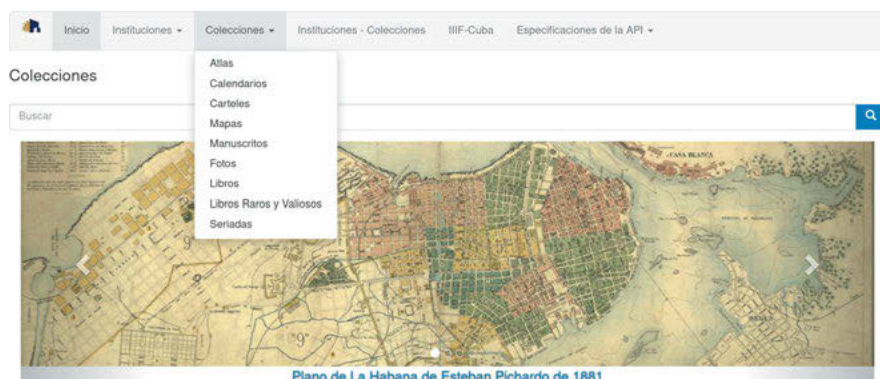 Inicio Instituciones Colecciones Instituciones - Colecciones IIIF-Cuba Especificaciones de la API
Atlas
Calendarios
Carteles
Mapas
Manuscritos
Fotos
Libros
Libros Raros y Valiosos
Seriadas
Colecciones
Buscar
CASA BLANCA
Plano de La Habana de Esteban Pichardo de 1881